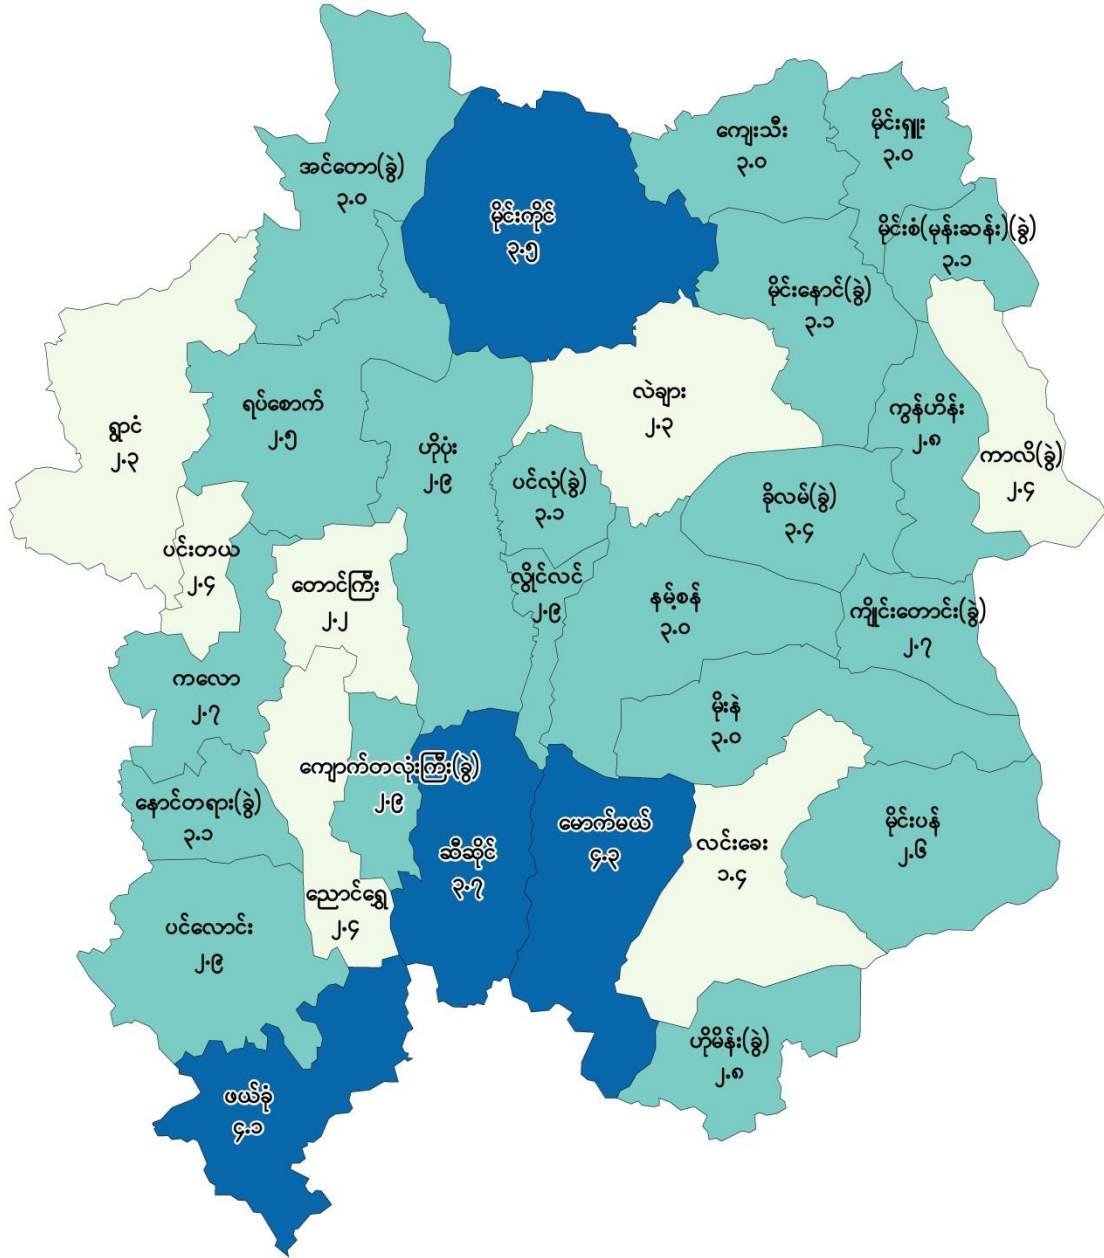 ကျေးသီး
၃.၀
မိုင်းရှူး
၃.၀
အင်တော(ခွဲ)
၃.၀
မိုင်းကိုင်
၃.၅
မိုင်းစံ(မုန်းဆန်း)(ခွဲ)
၃.၁
မိုင်းနောင်(ခွဲ)
၃.၁
ရွာငံ
၂.၃
ရပ်စောက်
၂.၅
ဟိုပုံး
၂.၉
လဲချား
၂.၃
ကွန်ဟိန်း
၂.၈
ကာလိ(ခွဲ)
၂.၄
ပင်လုံ(ခွဲ)
၃.၁
ခိုလမ်(ခွဲ)
၃.၄
ပင်းတယ
၂.၄
တောင်ကြီး
၂.၂
လွိုင်လင်
၂.၉
နမ့်စန်
၃.၀
ကျိုင်းတောင်း(ခွဲ)
၂.၇
ကလော
၂.၇
မိုးနဲ
၃.၀
ကျောက်တလုံးကြီး(ခွဲ)
၂.၉
နောင်တရား(ခွဲ)
၃.၁
ဆီဆိုင်
၃.၇
မောက်မယ်
၄.၃
လင်းခေး
၁.၄
မိုင်းပန်
၂.၆
ညောင်ရွှေ
၂.၄
ပင်လောင်း
၂.၉
ဟိုမိန်း(ခွဲ)
၂.၈
ဖယ်ခုံ
၄.၁